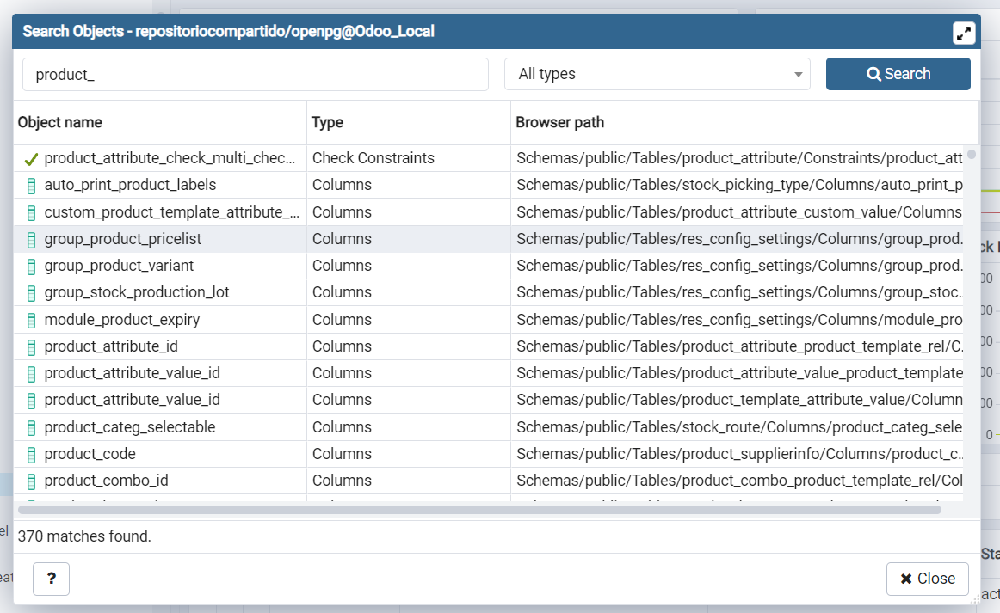 Search Objects - repositoriocompartido/openpg@Odoo_Local
product_ All types Search
Object name Type Browser path
product_attribute_check_multi_chec... Check Constraints Schemas/public/Tables/product_attribute/Constraints/product_att
auto_print_product_labels Columns Schemas/public/Tables/stock_picking_type/Columns/auto_print_p
custom_product_template_attribute_... Columns Schemas/public/Tables/product_attribute_custom_value/Columns
group_product_pricelist Columns Schemas/public/Tables/res_config_settings/Columns/group_prod.
group_product_variant Columns Schemas/public/Tables/res_config_settings/Columns/group_prod.
group_stock_production_lot Columns Schemas/public/Tables/res_config_settings/Columns/group_stoc..
module_product_expiry Columns Schemas/public/Tables/res_config_settings/Columns/module_pro
product_attribute_id Columns Schemas/public/Tables/product_attribute_product_template_rel/C.
product_attribute_value_id Columns Schemas/public/Tables/product_attribute_value_product_template
product_attribute_value_id Columns Schemas/public/Tables/product_template_attribute_value/Column
product_categ_selectable Columns Schemas/public/Tables/stock_route/Columns/product_categ_sele
product_code Columns Schemas/public/Tables/product_supplierinfo/Columns/product_c..
product_combo_id Columns Schemas/public/Tables/product_combo_product_template_rel/Col
370 matches found.
? Close